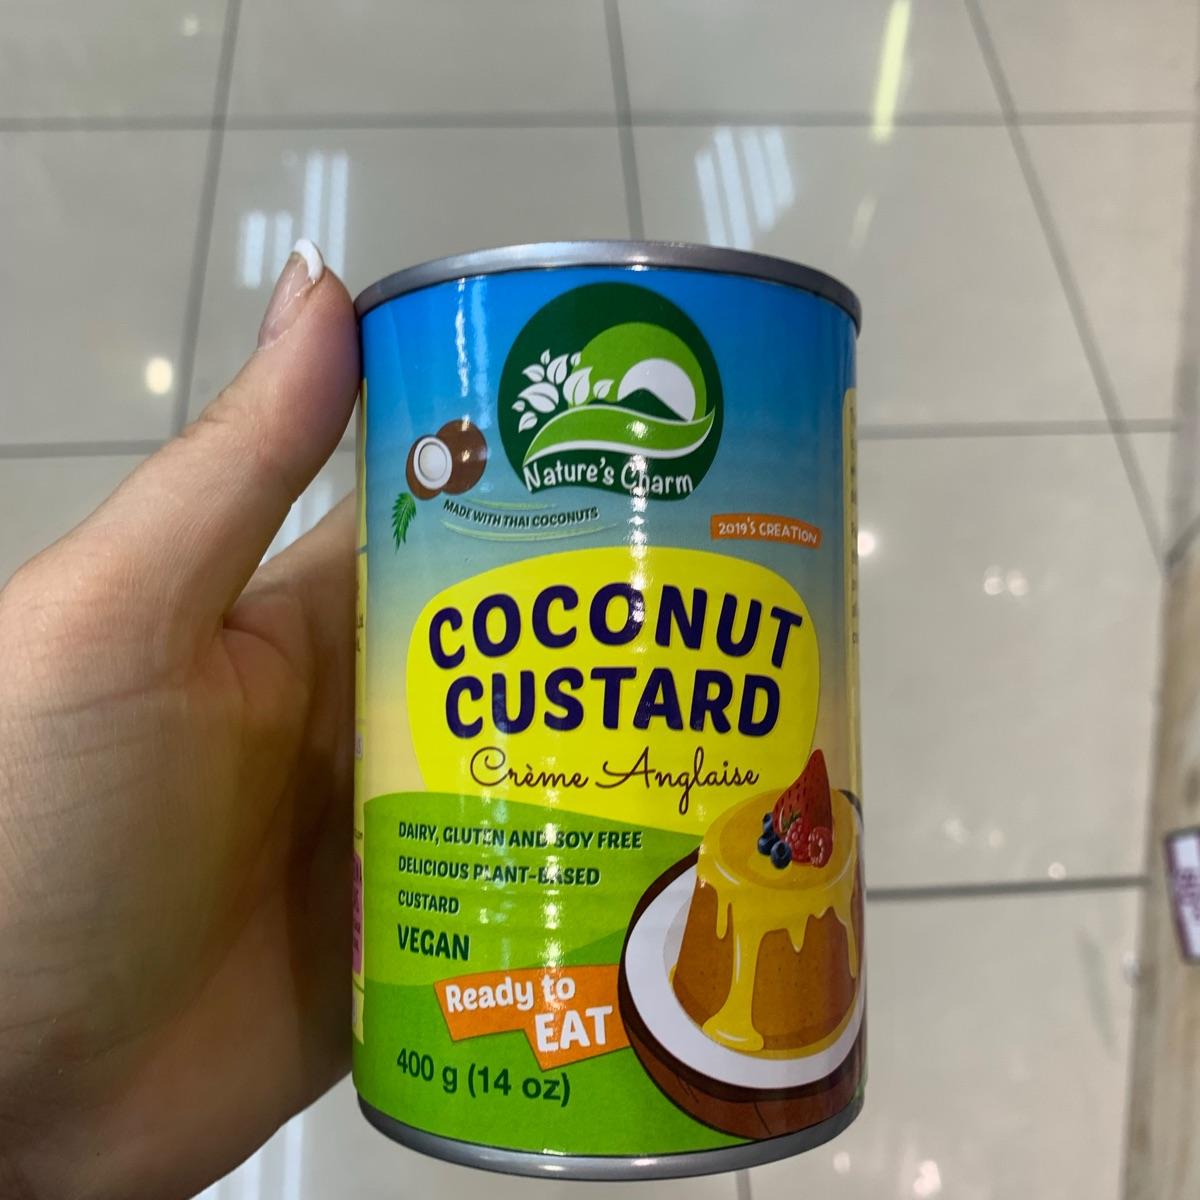 Nature's Charm
MADE WITH THAI COCONUTS
2019'S CREATION
COCONUT
CUSTARD
Crème Anglaise
DAIRY, GLUTEN AND SOY FREE
DELICIOUS PLANT-BASED
CUSTARD
VEGAN
Ready to
EAT
400 g (14 oz)